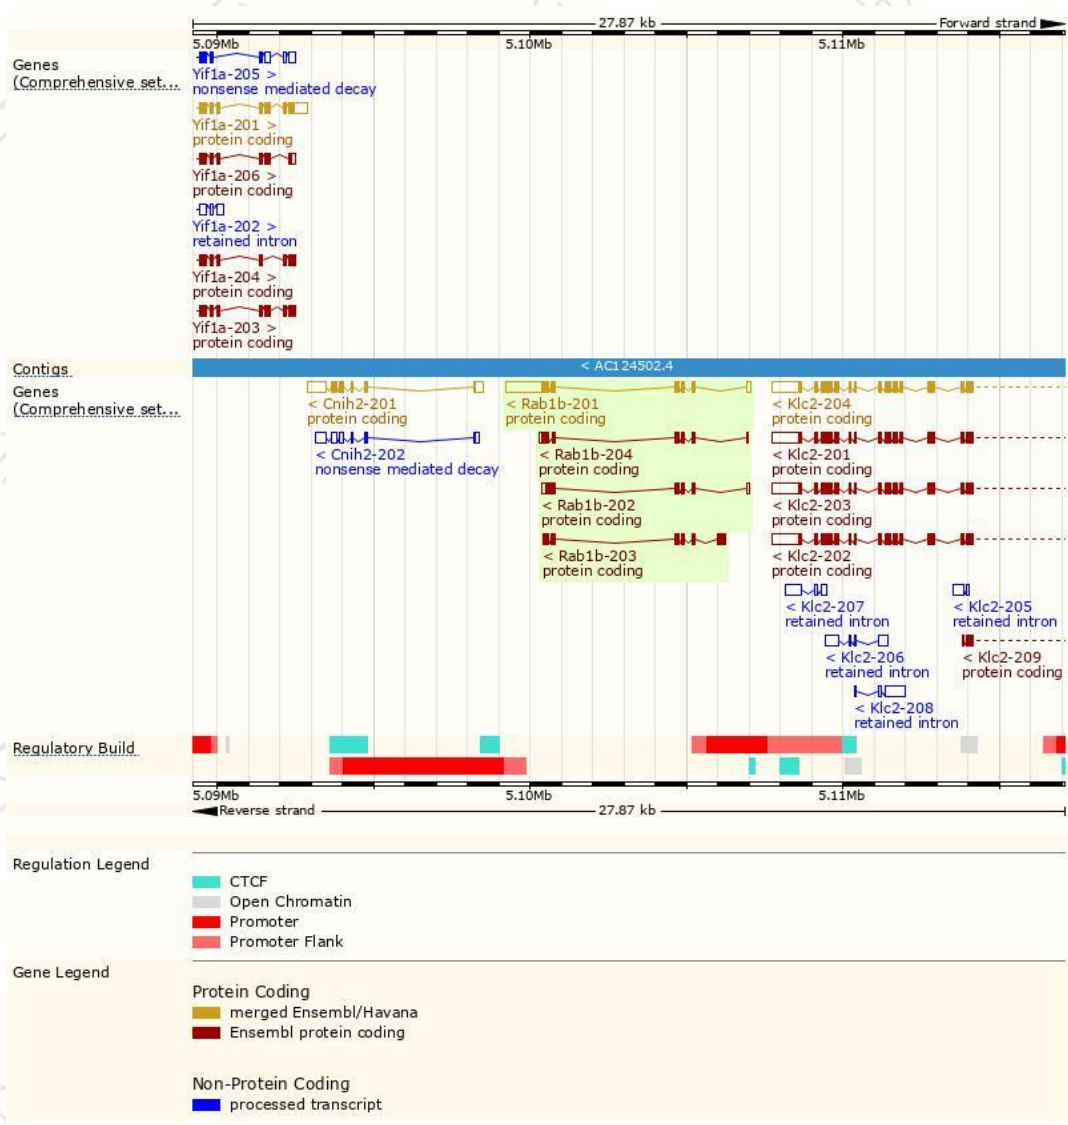 27.87 kb Forward strand
5.09Mb 5.10Mb 5.11Mb
Genes
(Comprehensive set...
Yif1a-205 >
nonsense mediated decay
Yif1a-201 >
protein coding
Yif1a-206 >
protein coding
Yif1a-202 >
retained intron
Yif1a-204 >
protein coding
Yif1a-203 >
protein coding
Contigs < AC124502.4
Genes
(Comprehensive set...
< Cnih2-201 < Rab1b-201 < Klc2-204
protein coding protein coding protein coding
< Cnih2-202 < Rab1b-204 < Klc2-201
nonsense mediated decay protein coding protein coding
< Rab1b-202 < Klc2-203
protein coding protein coding
< Rab1b-203 < Klc2-202
protein coding protein coding
< Klc2-207 < Klc2-205
retained intron retained intron
< Klc2-206 < Klc2-209
retained intron protein coding
< Klc2-208
retained intron
Regulatory Build
5.09Mb 5.10Mb 5.11Mb
Reverse strand 27.87 kb
Regulation Legend
CTCF
Open Chromatin
Promoter
Promoter Flank
Gene Legend
Protein Coding
merged Ensembl/Havana
Ensembl protein coding
Non-Protein Coding
processed transcript